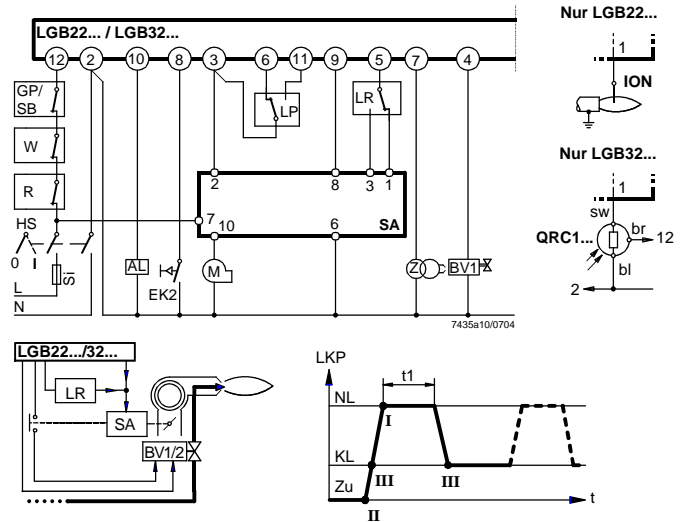 LGB22... / LGB32...
12 2 10 8 3 6 11 9 5 7 4
GP/
SB
LP
LR
W
R
2 8 3 1
7
10 6 SA
HS
0 I
Si
L
N
AL
EK2
M
Z
BV1
7435a10/0704
Nur LGB22...
1
ION
Nur LGB32...
1
sw
QRC1...
br
12
bl
2
LGB22.../32...
LR
SA
BV1/2
LKP
t1
NL
I
KL
III III
Zu
II
t